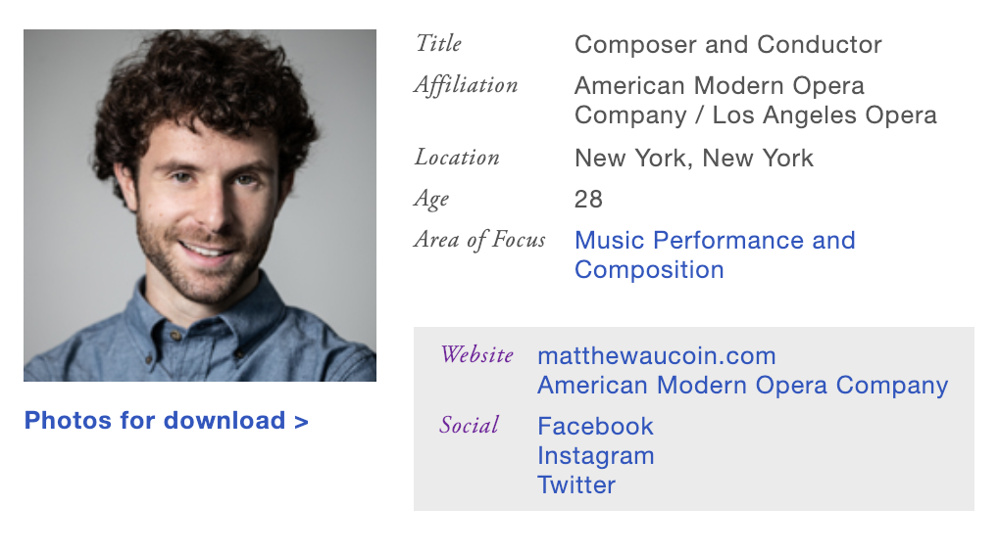 Title
Composer and Conductor
Affiliation
American Modern Opera
Company / Los Angeles Opera
Location
New York, New York
Age
28
Area of Focus
Music Performance and
Composition
Website
matthewaucoin.com
American Modern Opera Company
Social
Facebook
Instagram
Twitter
Photos for download >